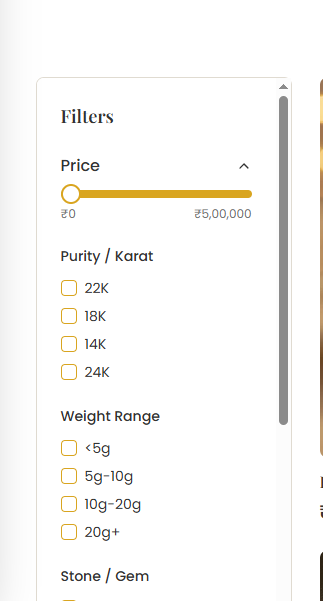 Filters
Price
₹0 ₹5,00,000
Purity / Karat
22K
18K
14K
24K
Weight Range
<5g
5g-10g
10g-20g
20g+
Stone / Gem